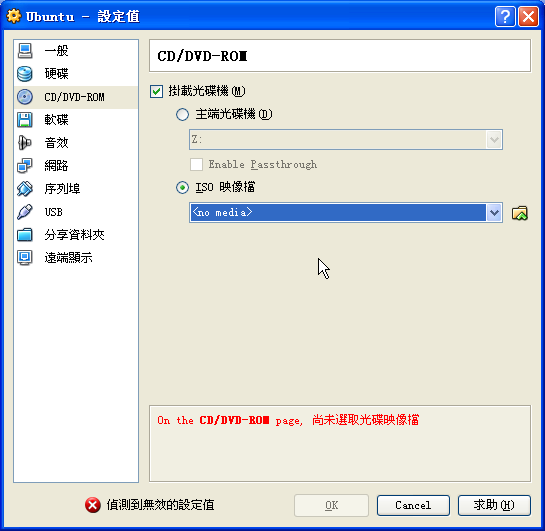 Ubuntu - 設定值
一般
硬碟
CD/DVD-ROM
軟碟
音效
網路
序列埠
USB
分享資料夾
遠端顯示
CD/DVD-ROM
掛載光碟機(M)
主端光碟機(D)
Z:
Enable Passthrough
ISO 映像檔
<no media>
On the CD/DVD-ROM page, 尚未選取光碟映像檔
偵測到無效的設定值
OK
Cancel
求助(H)